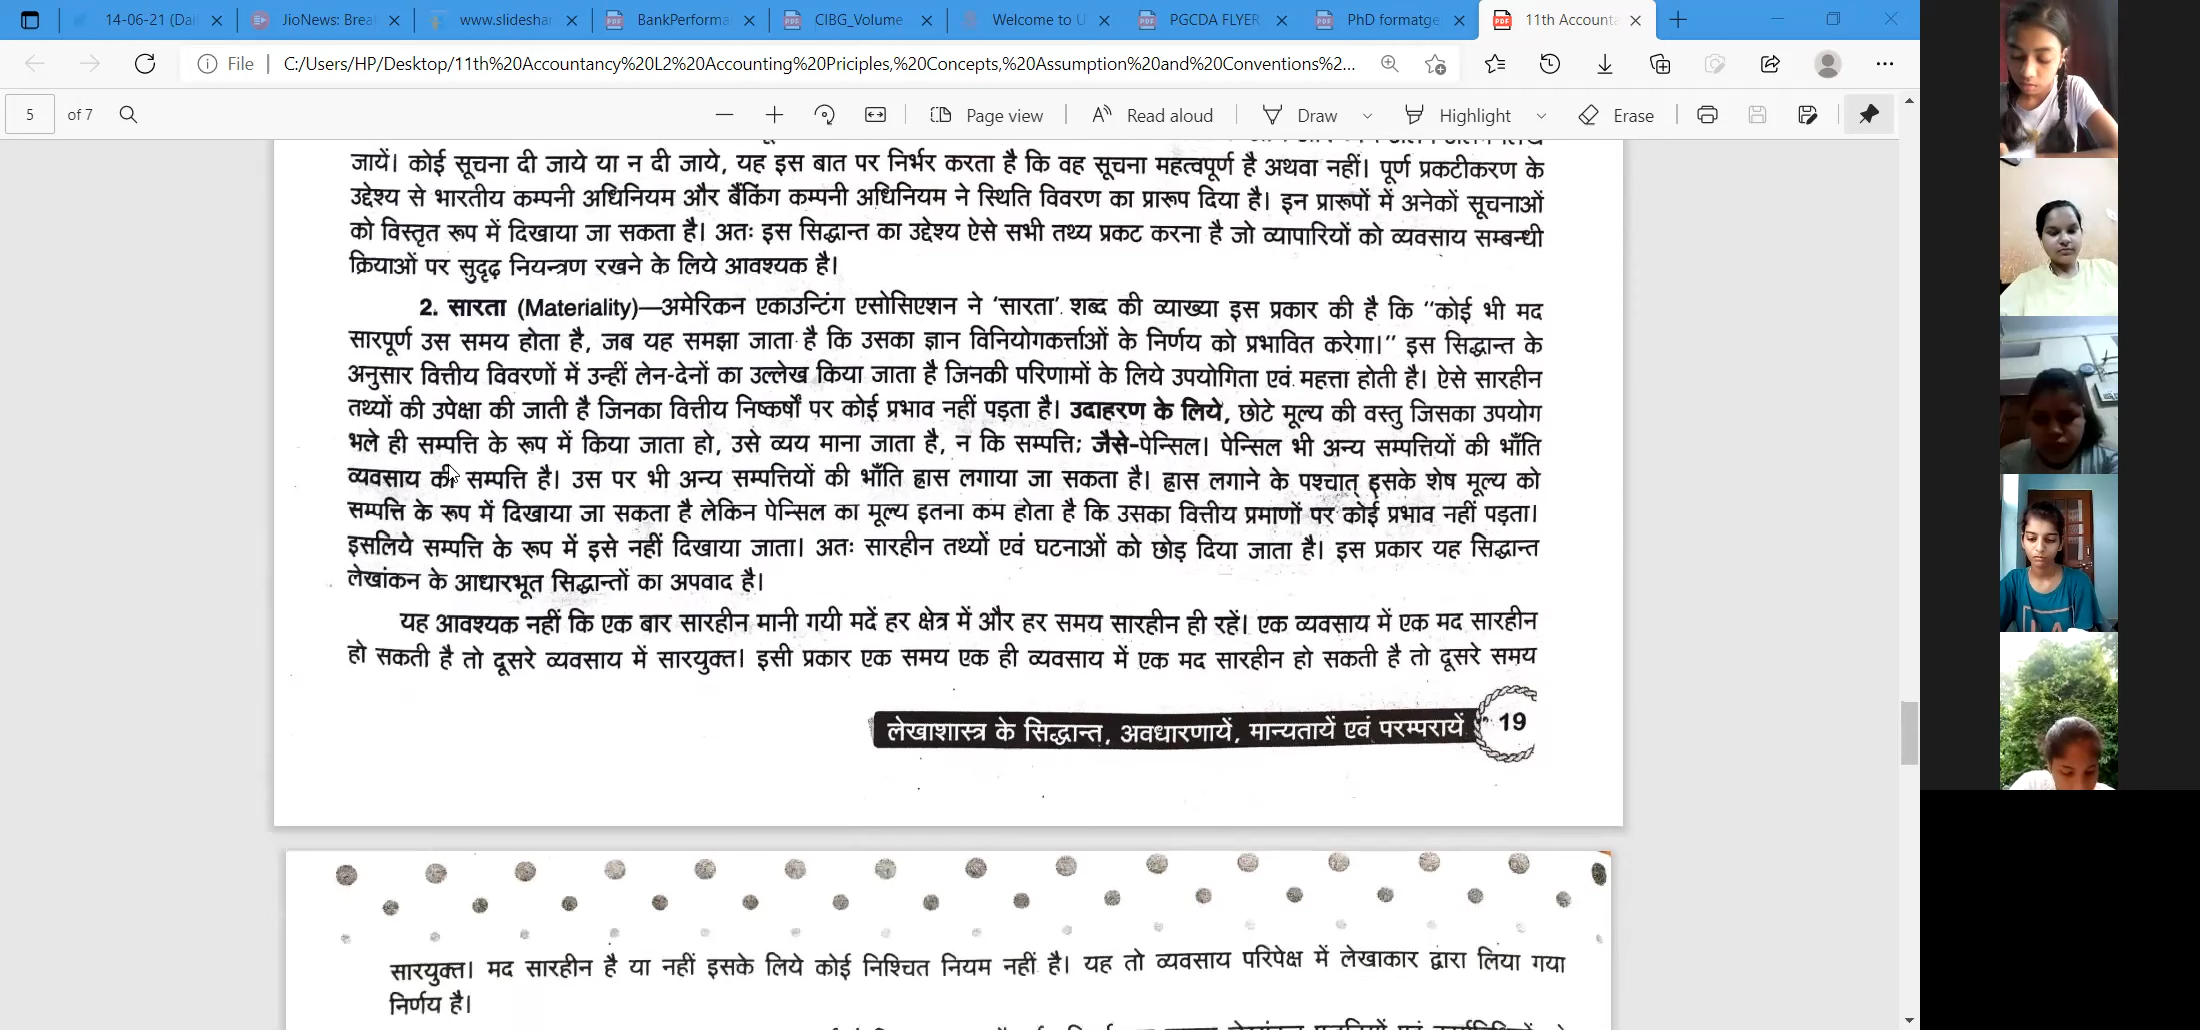 14-06-21 (Dai
JioNews: Brea
www.slideshar
BankPerforma
CIBG_Volume
Welcome to U
PGCDA FLYER
PhD formatge
11th Accounta
File
C:/Users/HP/Desktop/11th%20Accountancy%20L2%20Accounting%20Priciples,%20Concepts,%20Assumption%20and%20Conventions%2...
5 of 7
Page view
Read aloud
Draw
Highlight
Erase
जायें। कोई सूचना दी जाये या न दी जाये, यह इस बात पर निर्भर करता है कि वह सूचना महत्वपूर्ण है अथवा नहीं। पूर्ण प्रकटीकरण के
उद्देश्य से भारतीय कम्पनी अधिनियम और बैंकिंग कम्पनी अधिनियम ने स्थिति विवरण का प्रारूप दिया है। इन प्रारूपों में अनेकों सूचनाओं
को विस्तृत रूप में दिखाया जा सकता है। अतः इस सिद्धान्त का उद्देश्य ऐसे सभी तथ्य प्रकट करना है जो व्यापारियों को व्यवसाय सम्बन्धी
क्रियाओं पर सुदृढ़ नियन्त्रण रखने के लिये आवश्यक है।
2. सारता (Materiality)—अमेरिकन एकाउन्टिंग एसोसिएशन ने 'सारता' शब्द की व्याख्या इस प्रकार की है कि "कोई भी मद
सारपूर्ण उस समय होता है, जब यह समझा जाता है कि उसका ज्ञान विनियोगकर्त्ताओं के निर्णय को प्रभावित करेगा।" इस सिद्धान्त के
अनुसार वित्तीय विवरणों में उन्हीं लेन-देनों का उल्लेख किया जाता है जिनकी परिणामों के लिये उपयोगिता एवं महत्ता होती है। ऐसे सारहीन
तथ्यों की उपेक्षा की जाती है जिनका वित्तीय निष्कर्षों पर कोई प्रभाव नहीं पड़ता है। उदाहरण के लिये, छोटे मूल्य की वस्तु जिसका उपयोग
भले ही सम्पत्ति के रूप में किया जाता हो, उसे व्यय माना जाता है, न कि सम्पत्ति; जैसे-पेन्सिल। पेन्सिल भी अन्य सम्पत्तियों की भाँति
व्यवसाय की सम्पत्ति है। उस पर भी अन्य सम्पत्तियों की भाँति ह्रास लगाया जा सकता है। ह्रास लगाने के पश्चात् इसके शेष मूल्य को
सम्पत्ति के रूप में दिखाया जा सकता है लेकिन पेन्सिल का मूल्य इतना कम होता है कि उसका वित्तीय प्रमाणों पर कोई प्रभाव नहीं पड़ता।
इसलिये सम्पत्ति के रूप में इसे नहीं दिखाया जाता। अतः सारहीन तथ्यों एवं घटनाओं को छोड़ दिया जाता है। इस प्रकार यह सिद्धान्त
लेखांकन के आधारभूत सिद्धान्तों का अपवाद है।
यह आवश्यक नहीं कि एक बार सारहीन मानी गयी मदें हर क्षेत्र में और हर समय सारहीन ही रहें। एक व्यवसाय में एक मद सारहीन
हो सकती है तो दूसरे व्यवसाय में सारयुक्त। इसी प्रकार एक समय एक ही व्यवसाय में एक मद सारहीन हो सकती है तो दूसरे समय
लेखाशास्त्र के सिद्धान्त, अवधारणायें, मान्यतायें एवं परम्परायें 19
सारयुक्त। मद सारहीन है या नहीं इसके लिये कोई निश्चित नियम नहीं है। यह तो व्यवसाय परिपेक्ष में लेखाकार द्वारा लिया गया
निर्णय है।